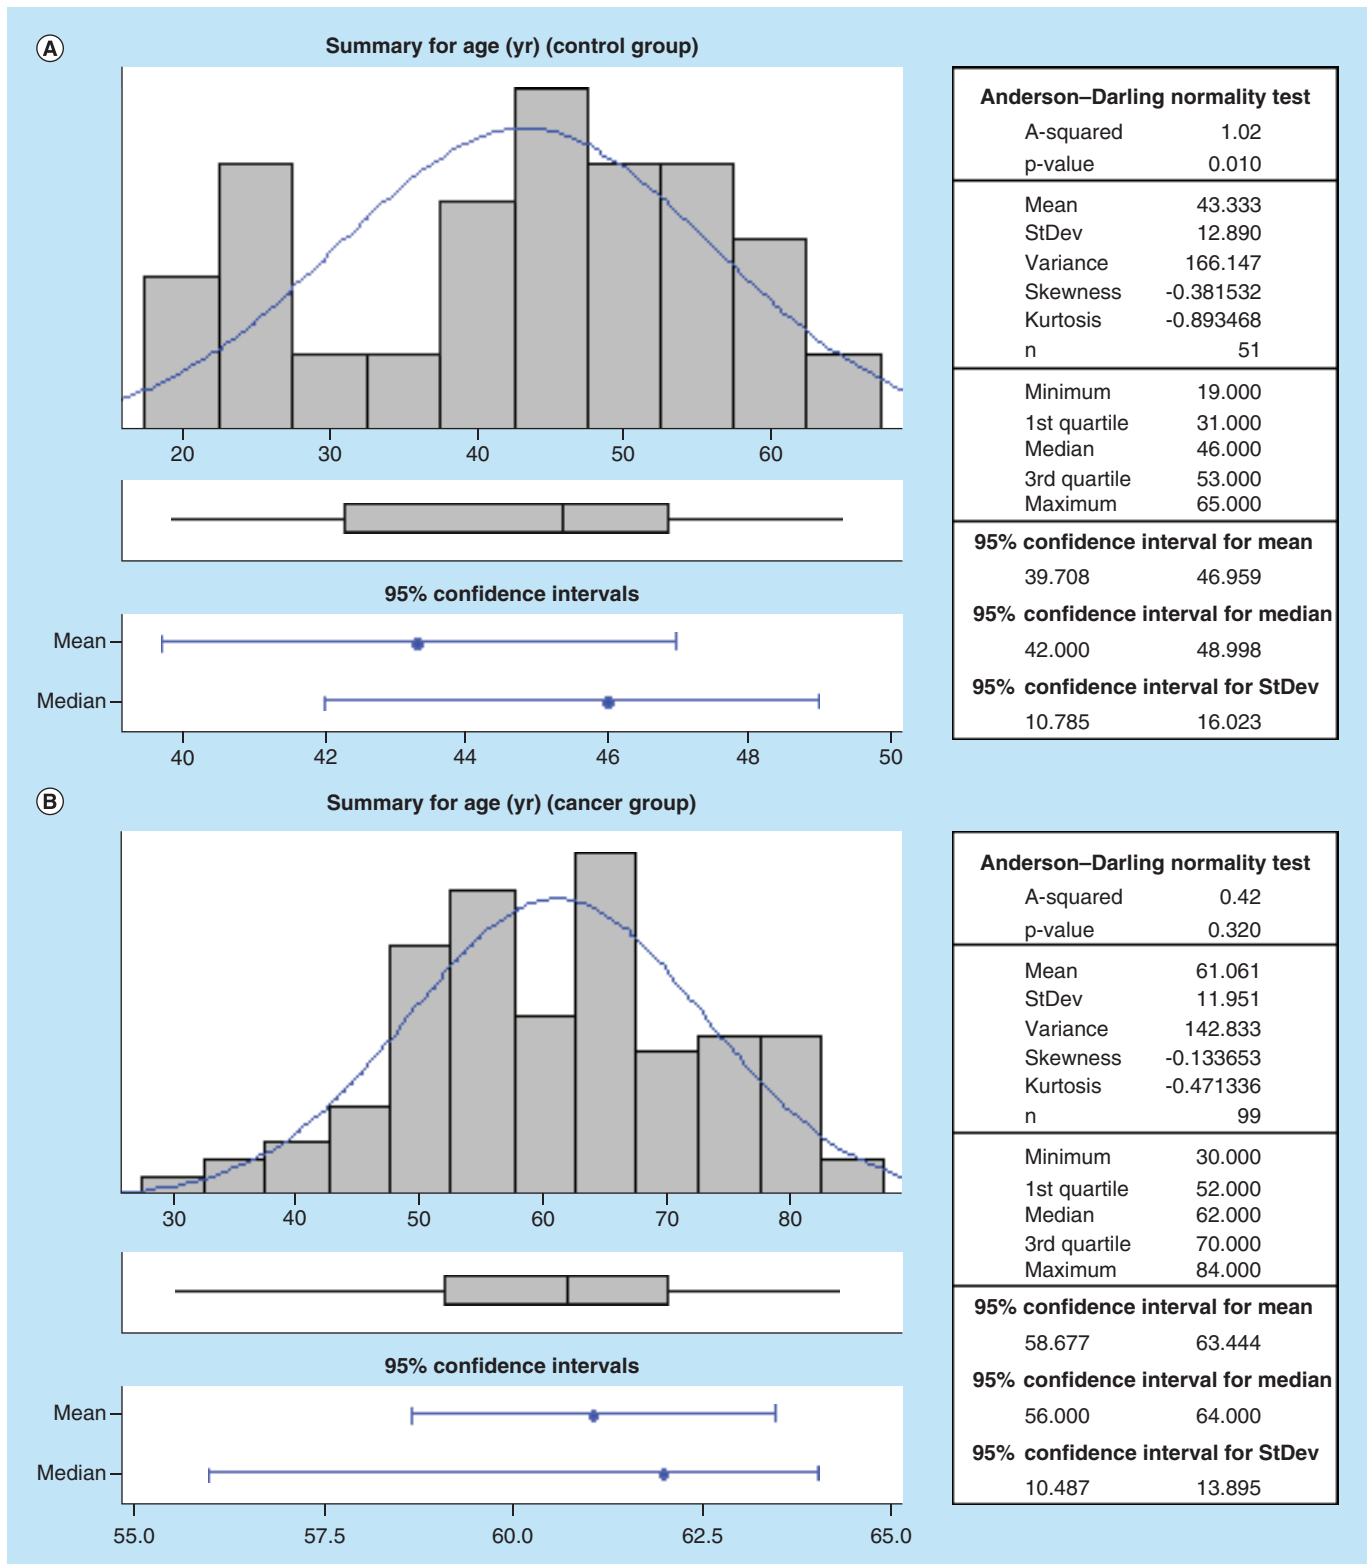 A
Summary for age (yr) (control group)
20 30 40 50 60
95% confidence intervals
Mean
Median
40 42 44 46 48 50
Anderson–Darling normality test
A-squared 1.02
p-value 0.010
Mean 43.333
StDev 12.890
Variance 166.147
Skewness -0.381532
Kurtosis -0.893468
n 51
Minimum 19.000
1st quartile 31.000
Median 46.000
3rd quartile 53.000
Maximum 65.000
95% confidence interval for mean
39.708 46.959
95% confidence interval for median
42.000 48.998
95% confidence interval for StDev
10.785 16.023
B
Summary for age (yr) (cancer group)
30 40 50 60 70 80
95% confidence intervals
Mean
Median
55.0 57.5 60.0 62.5 65.0
Anderson–Darling normality test
A-squared 0.42
p-value 0.320
Mean 61.061
StDev 11.951
Variance 142.833
Skewness -0.133653
Kurtosis -0.471336
n 99
Minimum 30.000
1st quartile 52.000
Median 62.000
3rd quartile 70.000
Maximum 84.000
95% confidence interval for mean
58.677 63.444
95% confidence interval for median
56.000 64.000
95% confidence interval for StDev
10.487 13.895